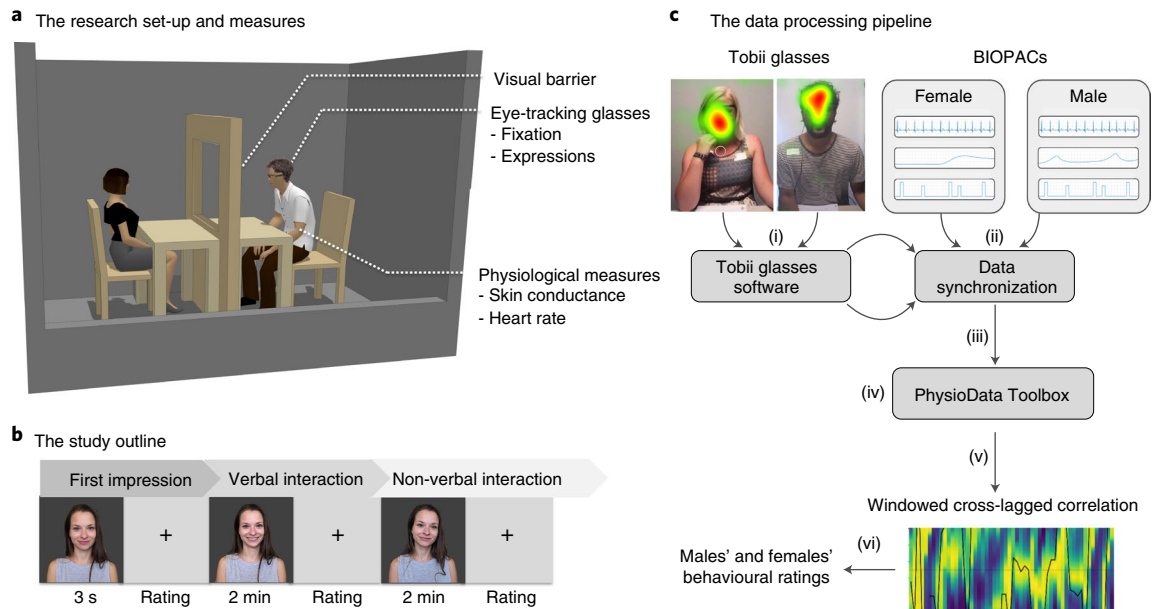 a The research set-up and measures
Visual barrier
Eye-tracking glasses
- Fixation
- Expressions
Physiological measures
- Skin conductance
- Heart rate
b The study outline
First impression
Verbal interaction
Non-verbal interaction
+
+
+
3 s
Rating
2 min
Rating
2 min
Rating
c The data processing pipeline
Tobii glasses
BIOPACs
Female
Male
(i)
(ii)
Tobii glasses
software
Data
synchronization
(iii)
(iv)
PhysioData Toolbox
(v)
Windowed cross-lagged correlation
(vi)
Males’ and females’
behavioural ratings